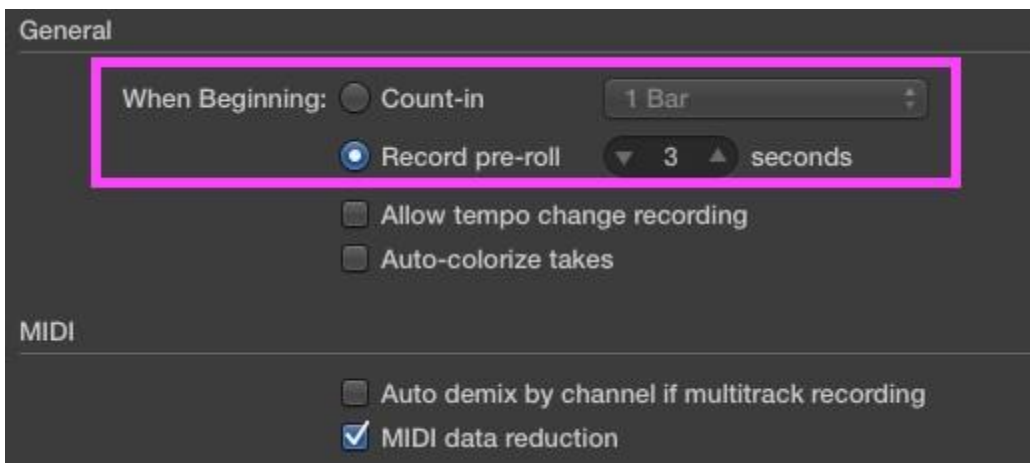 General
When Beginning: Count-in 1 Bar
Record pre-roll 3 seconds
Allow tempo change recording
Auto-colorize takes
MIDI
Auto demix by channel if multitrack recording
MIDI data reduction